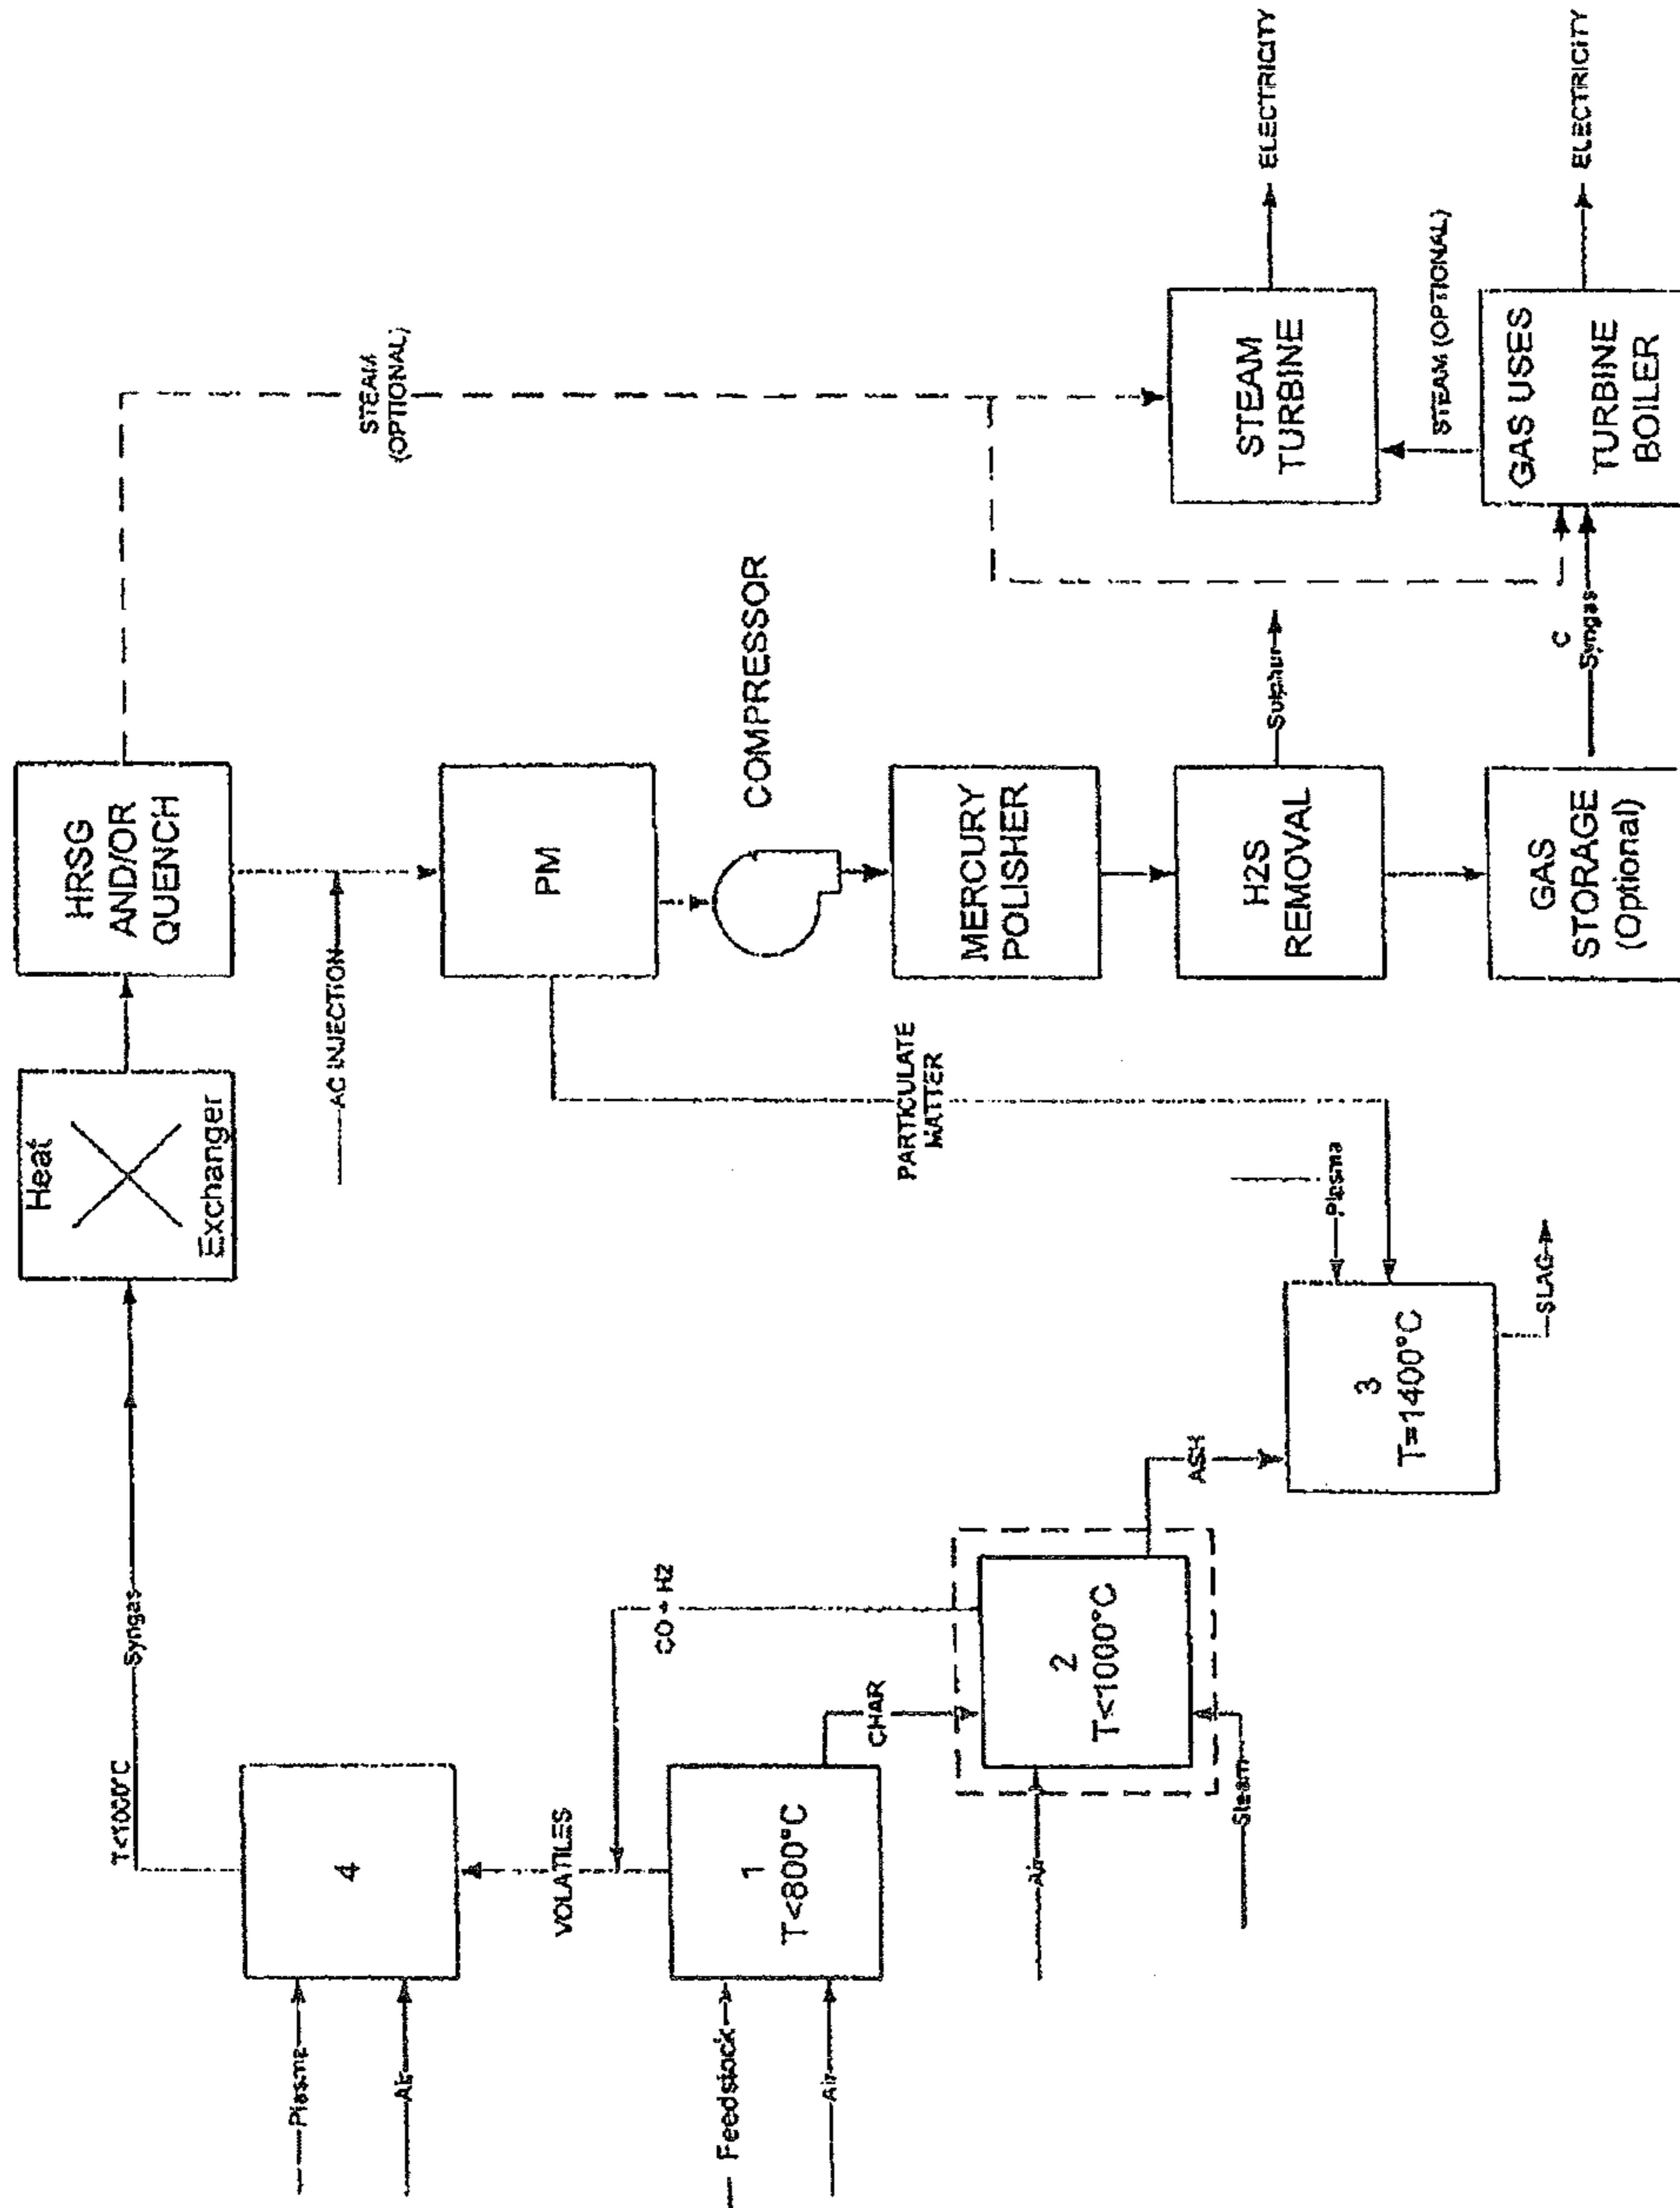 Plasma
Air
T<1000°C
Syngas
4
Heat
Exchanger
HRSG
AND/OR
QUENCH
STEAM
(OPTIONAL)
AC INJECTION
PM
VOLATILES
CO + H2
Feedstock
Air
1
T<800°C
CHAR
COMPRESSOR
PARTICULATE
MATTER
MERCURY
POLISHER
Air
Steam
2
T<1000°C
ASH
Plasma
3
T=1400°C
SLAG
H2S
REMOVAL
Sulphur
STEAM
TURBINE
ELECTRICITY
STEAM (OPTIONAL)
GAS
STORAGE
(Optional)
C
Syngas
GAS USES
TURBINE
BOILER
ELECTRICITY